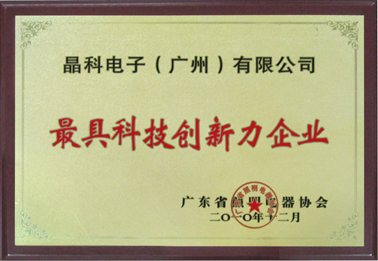 晶科电子（广州）有限公司
最具科技创新力企业
广东省照明电器协会
二〇一〇年十二月